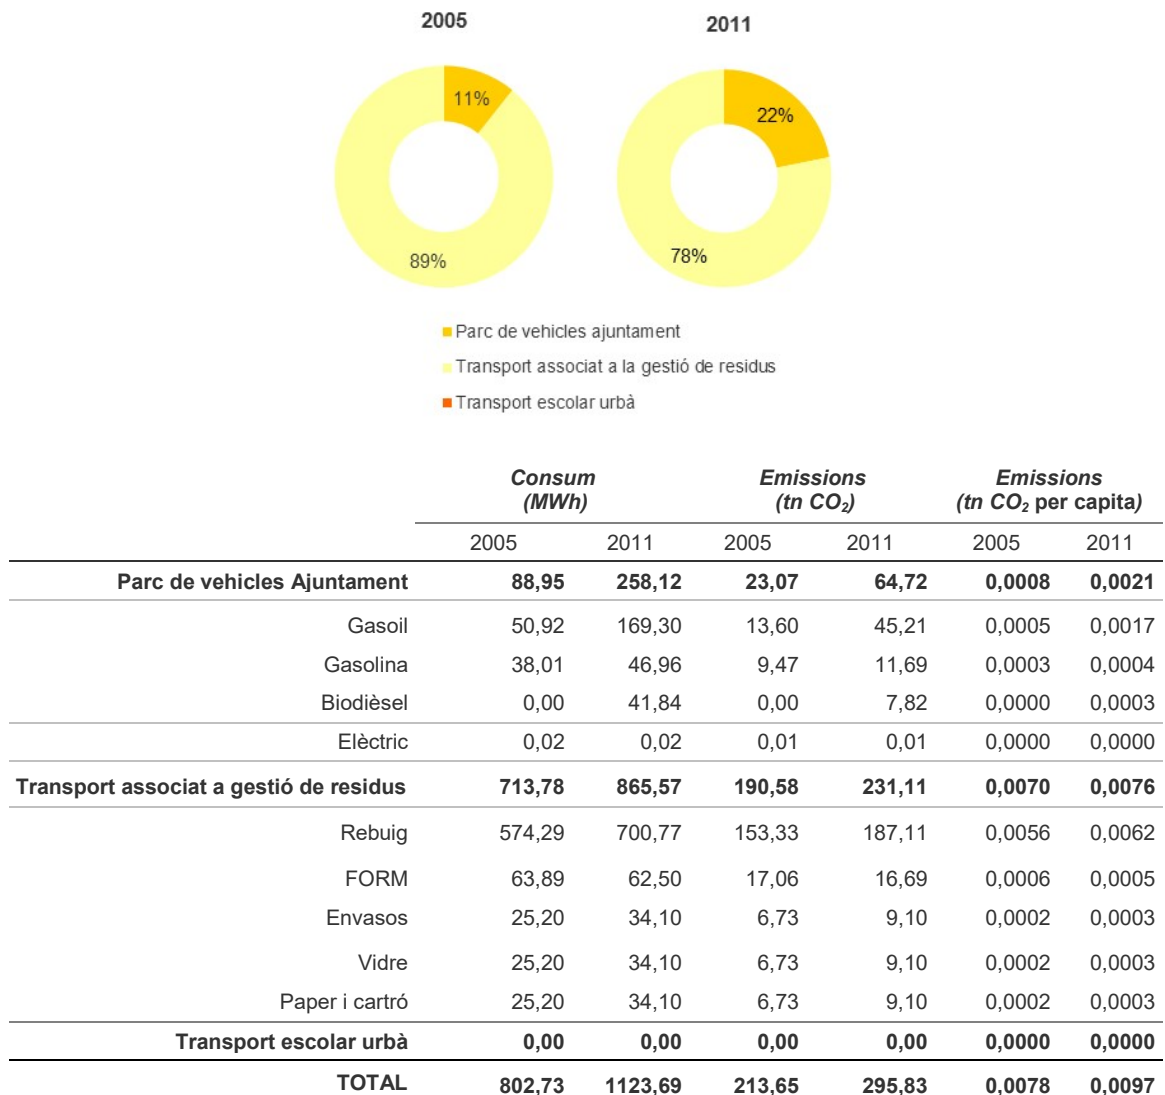 2005 2011
11% 22%
89% 78%
Parc de vehicles ajuntament
Transport associat a la gestió de residus
Transport escolar urbà
Consum Emissions Emissions
(MWh) (tn CO₂) (tn CO₂ per capita)
2005 2011 2005 2011 2005 2011
Parc de vehicles Ajuntament 88,95 258,12 23,07 64,72 0,0008 0,0021
Gasoil 50,92 169,30 13,60 45,21 0,0005 0,0017
Gasolina 38,01 46,96 9,47 11,69 0,0003 0,0004
Biodièsel 0,00 41,84 0,00 7,82 0,0000 0,0003
Elèctric 0,02 0,02 0,01 0,01 0,0000 0,0000
Transport associat a gestió de residus 713,78 865,57 190,58 231,11 0,0070 0,0076
Rebuig 574,29 700,77 153,33 187,11 0,0056 0,0062
FORM 63,89 62,50 17,06 16,69 0,0006 0,0005
Envasos 25,20 34,10 6,73 9,10 0,0002 0,0003
Vidre 25,20 34,10 6,73 9,10 0,0002 0,0003
Paper i cartró 25,20 34,10 6,73 9,10 0,0002 0,0003
Transport escolar urbà 0,00 0,00 0,00 0,00 0,0000 0,0000
TOTAL 802,73 1123,69 213,65 295,83 0,0078 0,0097